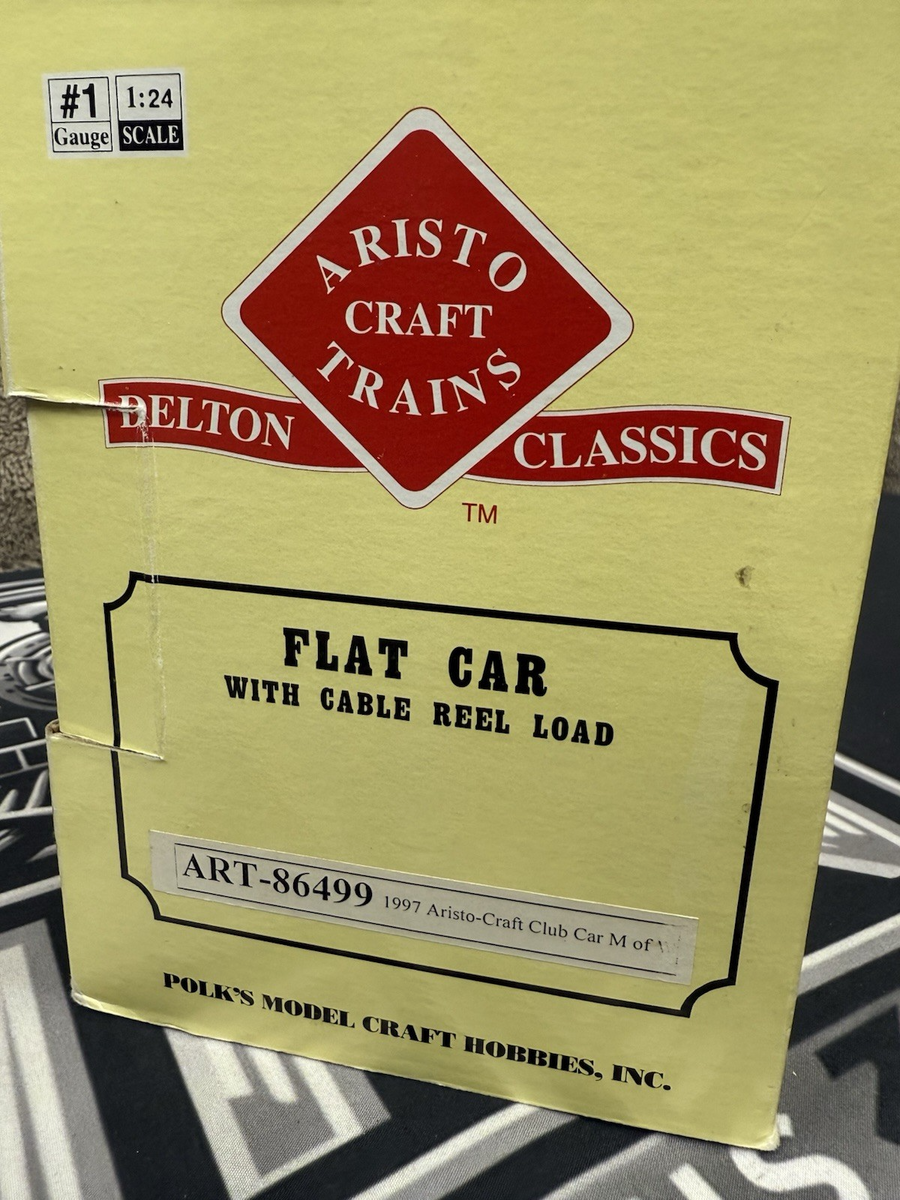 #1 1:24
Gauge SCALE
ARISTO
CRAFT
TRAINS
DELTON CLASSICS
TM
FLAT CAR
WITH CABLE REEL LOAD
ART-86499 1997 Aristo-Craft Club Car M of
POLK'S MODEL CRAFT HOBBIES, INC.